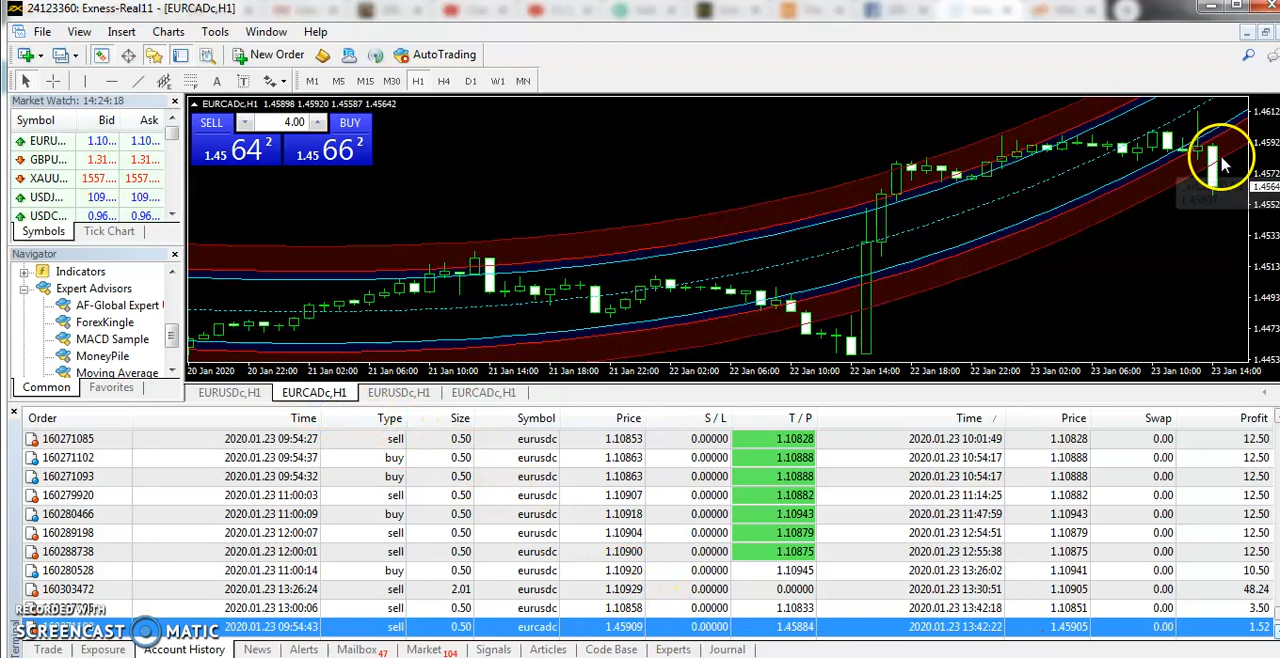 24123360: Exness-Real11 - [EURCADc,H1]
File View Insert Charts Tools Window Help
New Order AutoTrading
M1 M5 M15 M30 H1 H4 D1 W1 MN
Market Watch: 14:24:18
Symbol Bid Ask
EURU... 1.10... 1.10...
GBPU... 1.31... 1.31...
XAUU... 1557... 1557...
USDJ... 109.... 109....
USDC... 0.96... 0.96...
Symbols Tick Chart
Navigator
Indicators
Expert Advisors
AF-Global Expert
ForexKingle
MACD Sample
MoneyPile
Moving Average
Common Favorites
EURCADc,H1 1.45898 1.45920 1.45587 1.45642
SELL 4.00 BUY
1.45 64 2 1.45 66 2
1.4612
1.4592
1.4572
1.4564
1.4552
1.4533
1.4513
1.4493
1.4473
1.4453
20 Jan 2020 20 Jan 22:00 21 Jan 02:00 21 Jan 06:00 21 Jan 10:00 21 Jan 14:00 21 Jan 18:00 21 Jan 22:00 22 Jan 02:00 22 Jan 06:00 22 Jan 10:00 22 Jan 14:00 22 Jan 18:00 22 Jan 22:00 23 Jan 02:00 23 Jan 06:00 23 Jan 10:00 23 Jan 14:00
EURUSDc,H1 EURCADc,H1 EURUSDc,H1 EURCADc,H1
Order Time Type Size Symbol Price S / L T / P Time / Price Swap Profit
160271085 2020.01.23 09:54:27 sell 0.50 eurusdc 1.10853 0.00000 1.10828 2020.01.23 10:01:49 1.10828 0.00 12.50
160271102 2020.01.23 09:54:37 buy 0.50 eurusdc 1.10863 0.00000 1.10888 2020.01.23 10:54:17 1.10888 0.00 12.50
160271093 2020.01.23 09:54:32 buy 0.50 eurusdc 1.10863 0.00000 1.10888 2020.01.23 10:54:17 1.10888 0.00 12.50
160279920 2020.01.23 11:00:03 sell 0.50 eurusdc 1.10907 0.00000 1.10882 2020.01.23 11:14:25 1.10882 0.00 12.50
160280466 2020.01.23 11:00:09 buy 0.50 eurusdc 1.10918 0.00000 1.10943 2020.01.23 11:47:59 1.10943 0.00 12.50
160289198 2020.01.23 12:00:07 sell 0.50 eurusdc 1.10904 0.00000 1.10879 2020.01.23 12:54:51 1.10879 0.00 12.50
160288738 2020.01.23 12:00:01 sell 0.50 eurusdc 1.10900 0.00000 1.10875 2020.01.23 12:55:38 1.10875 0.00 12.50
160280528 2020.01.23 11:00:14 buy 0.50 eurusdc 1.10920 0.00000 1.10945 2020.01.23 13:26:02 1.10941 0.00 10.50
160303472 2020.01.23 13:26:24 sell 2.01 eurusdc 1.10929 0.00000 0.00000 2020.01.23 13:30:51 1.10905 0.00 48.24
2020.01.23 13:00:06 sell 0.50 eurusdc 1.10858 0.00000 1.10833 2020.01.23 13:42:18 1.10851 0.00 3.50
2020.01.23 09:54:43 sell 0.50 eurcadc 1.45909 0.00000 1.45884 2020.01.23 13:42:22 1.45905 0.00 1.52
RECORDED WITH
SCREENCAST MATIC
Trade Exposure Account History News Alerts Mailbox 47 Market 104 Signals Articles Code Base Experts Journal